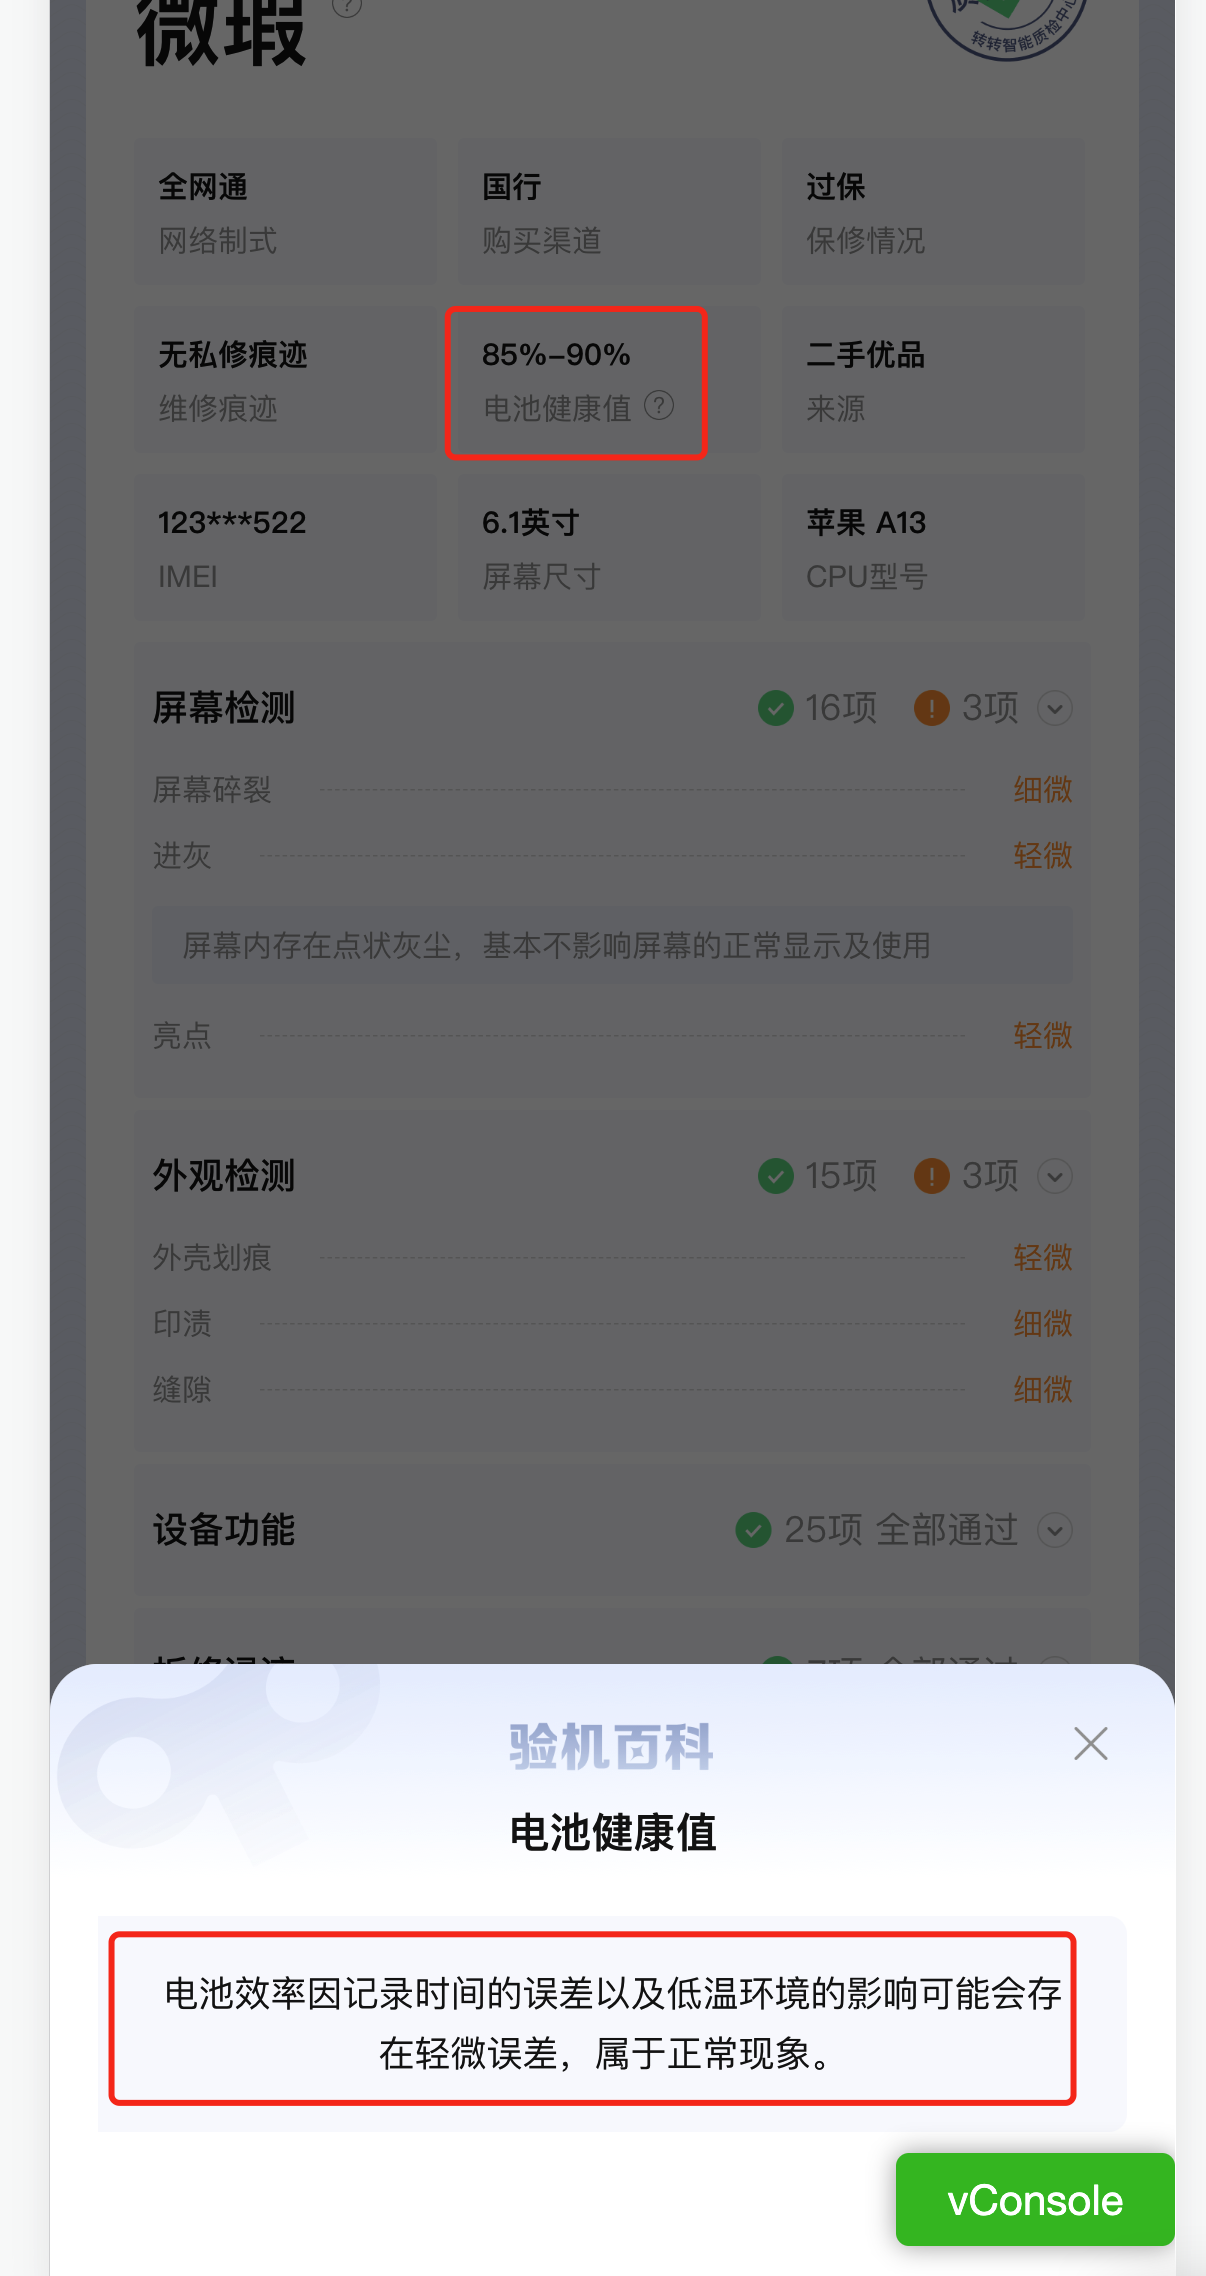 微瑕 ?
转转智能质检中心
全网通 国行 过保
网络制式 购买渠道 保修情况
无私修痕迹 85%-90% 二手优品
维修痕迹 电池健康值 ? 来源
123***522 6.1英寸 苹果 A13
IMEI 屏幕尺寸 CPU型号
屏幕检测 16项 ! 3项
屏幕碎裂 细微
进灰 轻微
屏幕内存在点状灰尘，基本不影响屏幕的正常显示及使用
亮点 轻微
外观检测 15项 ! 3项
外壳划痕 轻微
印渍 细微
缝隙 细微
设备功能 25项 全部通过
验机百科
电池健康值
电池效率因记录时间的误差以及低温环境的影响可能会存
在轻微误差，属于正常现象。
vConsole